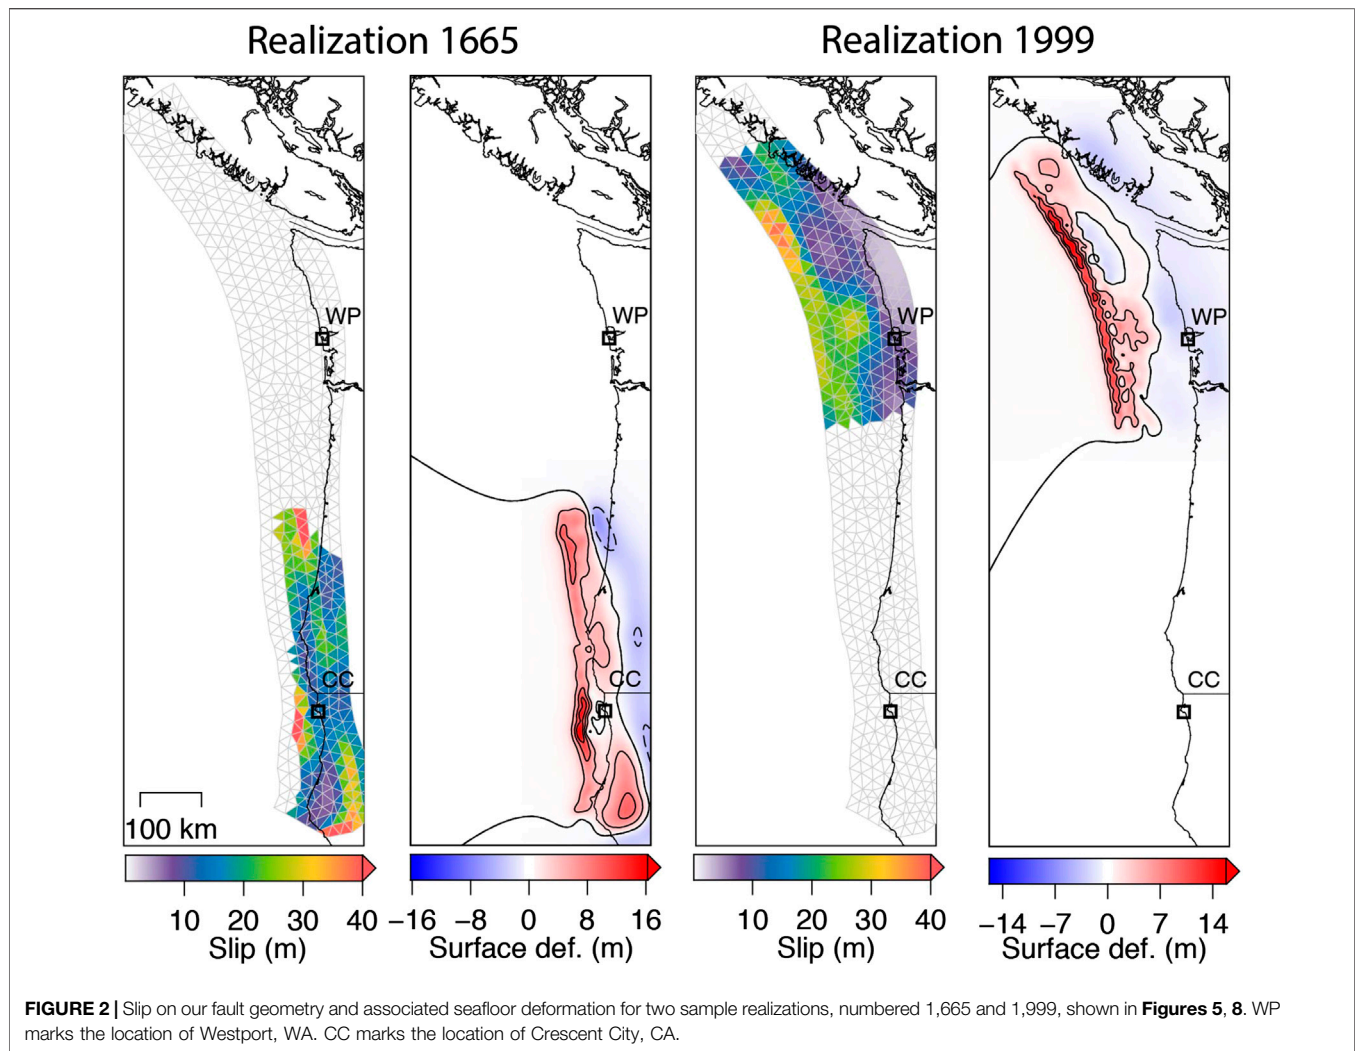 Realization 1665
Realization 1999
WP
WP
WP
WP
CC
CC
CC
CC
100 km
10 20 30 40
Slip (m)
−16 −8 0 8 16
Surface def. (m)
10 20 30 40
Slip (m)
−14 −7 0 7 14
Surface def. (m)
FIGURE 2 | Slip on our fault geometry and associated seafloor deformation for two sample realizations, numbered 1,665 and 1,999, shown in Figures 5, 8. WP
marks the location of Westport, WA. CC marks the location of Crescent City, CA.